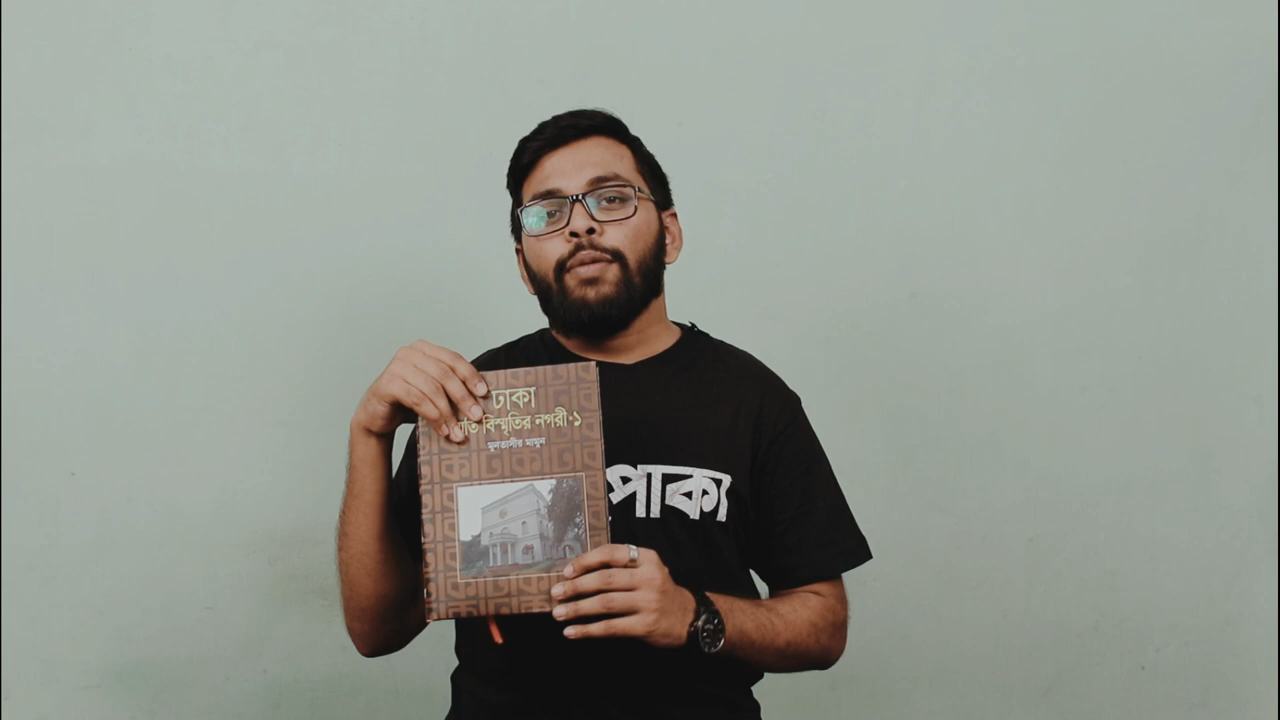 ঢাকা
বিস্মৃতির নগরী ১
মুনতাসীর মামুন
পোকা